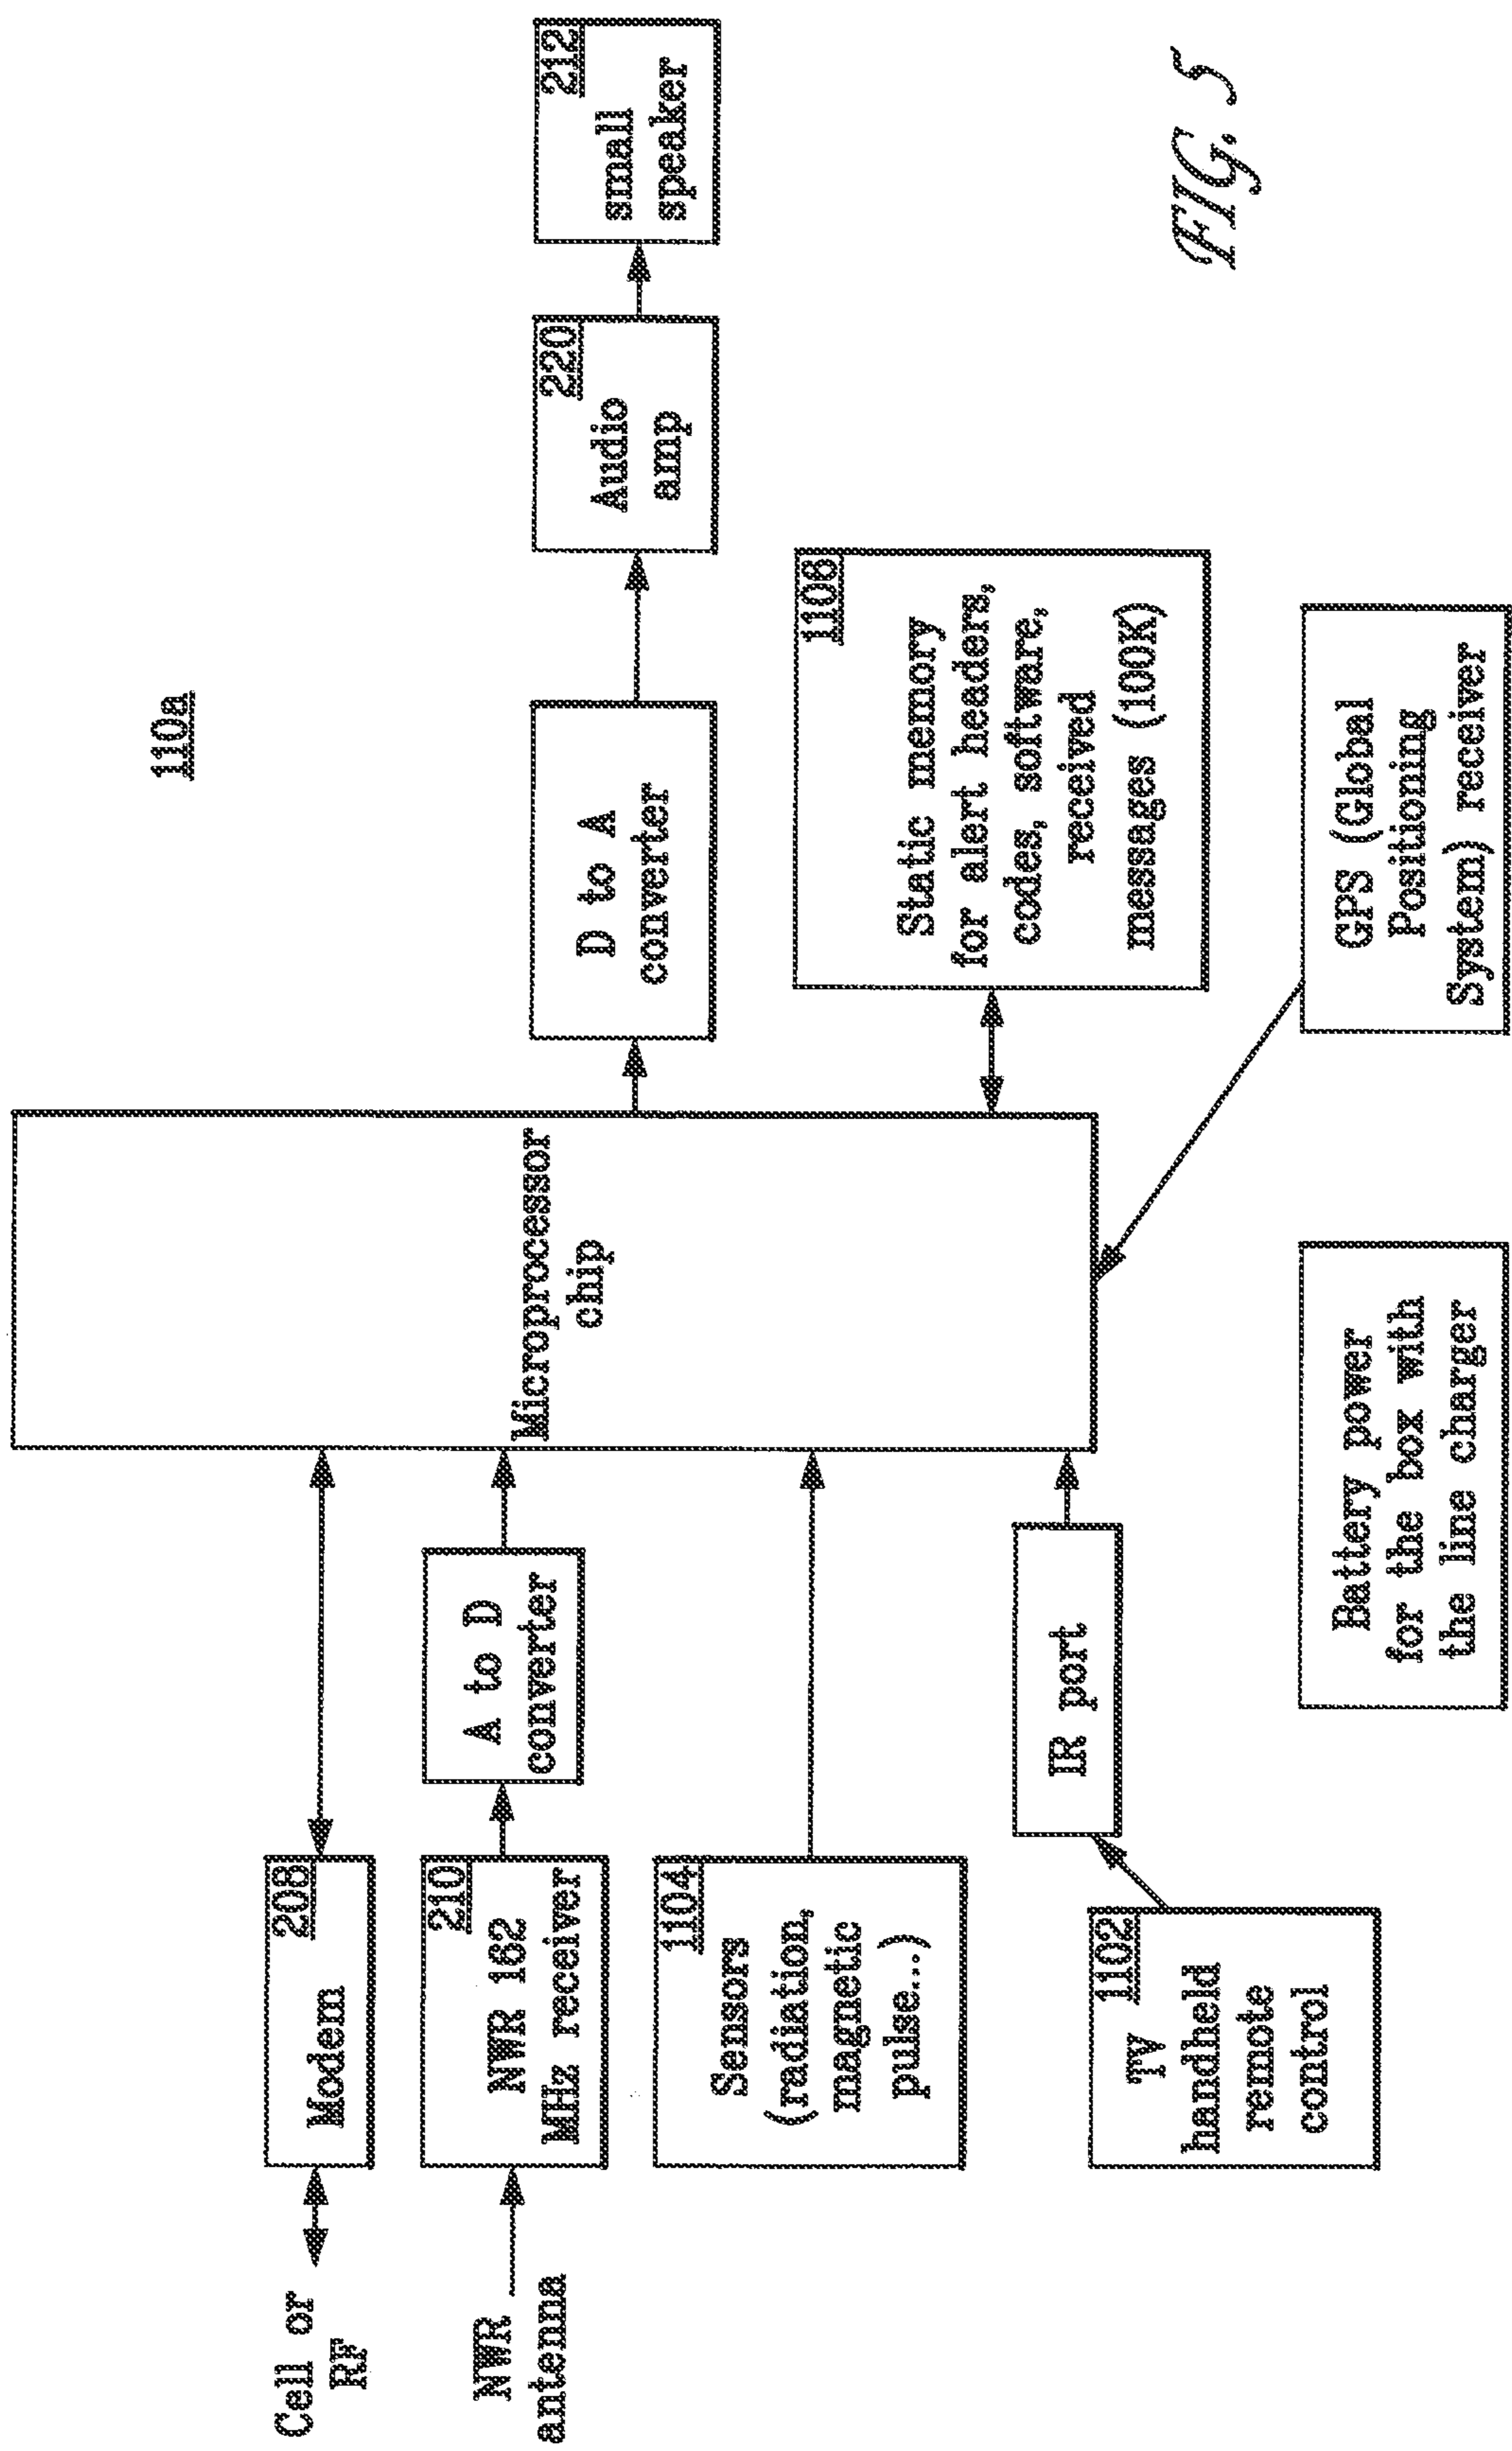 110a
Cell or
RF
208
Modem
NWR
antenna
210
NWR 162
MHz receiver
A to D
converter
1104
Sensors
(radiation,
magnetic
pulse...)
1102
TV
handheld
remote
control
IR port
Microprocessor
chip
D to A
converter
220
Audio
amp
212
small
speaker
1106
Static memory
for alert headers,
codes, software,
received
messages (100K)
Battery power
for the box with
the line charger
GPS (Global
Positioning
System) receiver
FIG. 5